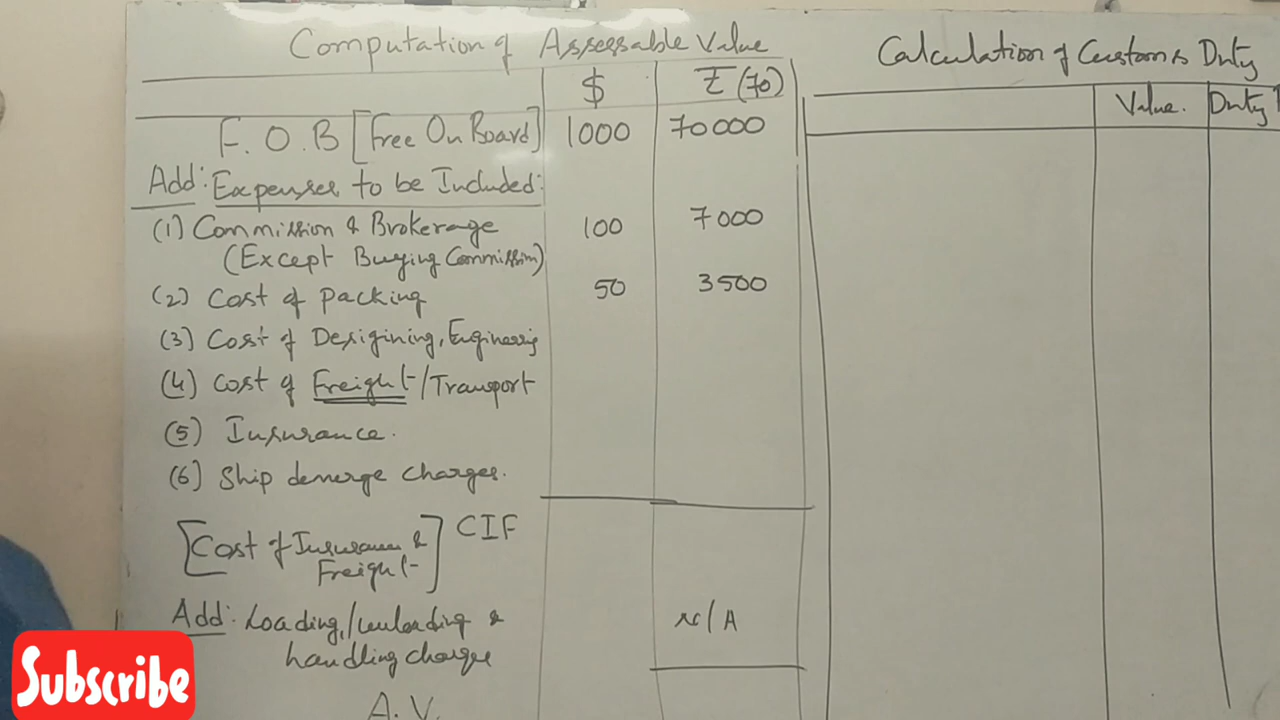 Computation of Assessable Value
$ ₹ (70)
F.O.B [Free On Board] 1000 70000
Add: Expenses to be Included:
(1) Commission & Brokerage 100 7000
(Except Buying Commission)
(2) Cost of Packing 50 3500
(3) Cost of Desigining, Engineering
(4) Cost of Freight/Transport
(5) Insurance.
(6) Ship demerge charges.
[Cost of Insurance & Freight] CIF
Add: Loading/unloading & N/A
handling charges
A.V.
Calculation of Customs Duty
Value. Duty
Subscribe